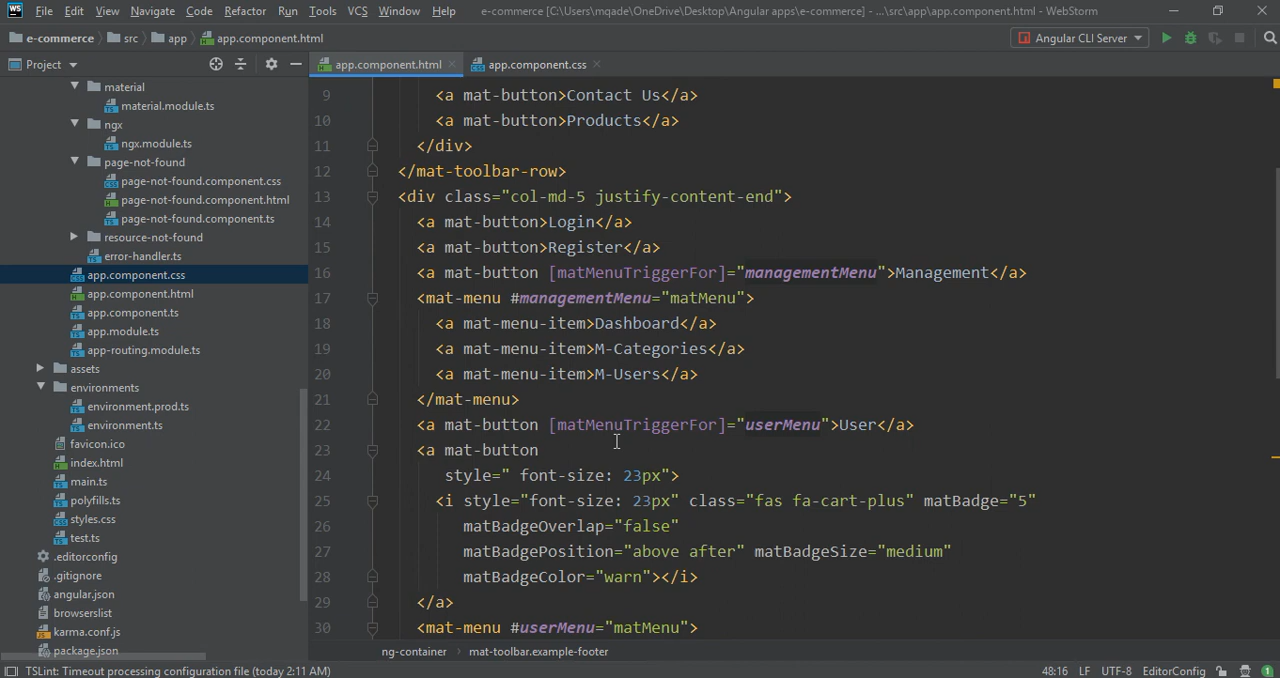 WS File Edit View Navigate Code Refactor Run Tools VCS Window Help e-commerce [C:\Users\mqade\OneDrive\Desktop\Angular apps\e-commerce] - ...\src\app\app.component.html - WebStorm
e-commerce src app app.component.html Angular CLI Server
Project app.component.html app.component.css
material
material.module.ts
ngx
ngx.module.ts
page-not-found
page-not-found.component.css
page-not-found.component.html
page-not-found.component.ts
resource-not-found
error-handler.ts
app.component.css
app.component.html
app.component.ts
app.module.ts
app-routing.module.ts
assets
environments
environment.prod.ts
environment.ts
favicon.ico
index.html
main.ts
polyfills.ts
styles.css
test.ts
.editorconfig
.gitignore
angular.json
browserslist
karma.conf.js
package.json
9 <a mat-button>Contact Us</a>
10 <a mat-button>Products</a>
11 </div>
12 </mat-toolbar-row>
13 <div class="col-md-5 justify-content-end">
14 <a mat-button>Login</a>
15 <a mat-button>Register</a>
16 <a mat-button [matMenuTriggerFor]="managementMenu">Management</a>
17 <mat-menu #managementMenu="matMenu">
18 <a mat-menu-item>Dashboard</a>
19 <a mat-menu-item>M-Categories</a>
20 <a mat-menu-item>M-Users</a>
21 </mat-menu>
22 <a mat-button [matMenuTriggerFor]="userMenu">User</a>
23 <a mat-button
24 style=" font-size: 23px">
25 <i style="font-size: 23px" class="fas fa-cart-plus" matBadge="5"
26 matBadgeOverlap="false"
27 matBadgePosition="above after" matBadgeSize="medium"
28 matBadgeColor="warn"></i>
29 </a>
30 <mat-menu #userMenu="matMenu">
ng-container mat-toolbar.example-footer
TSLint: Timeout processing configuration file (today 2:11 AM) 48:16 LF UTF-8 EditorConfig 1